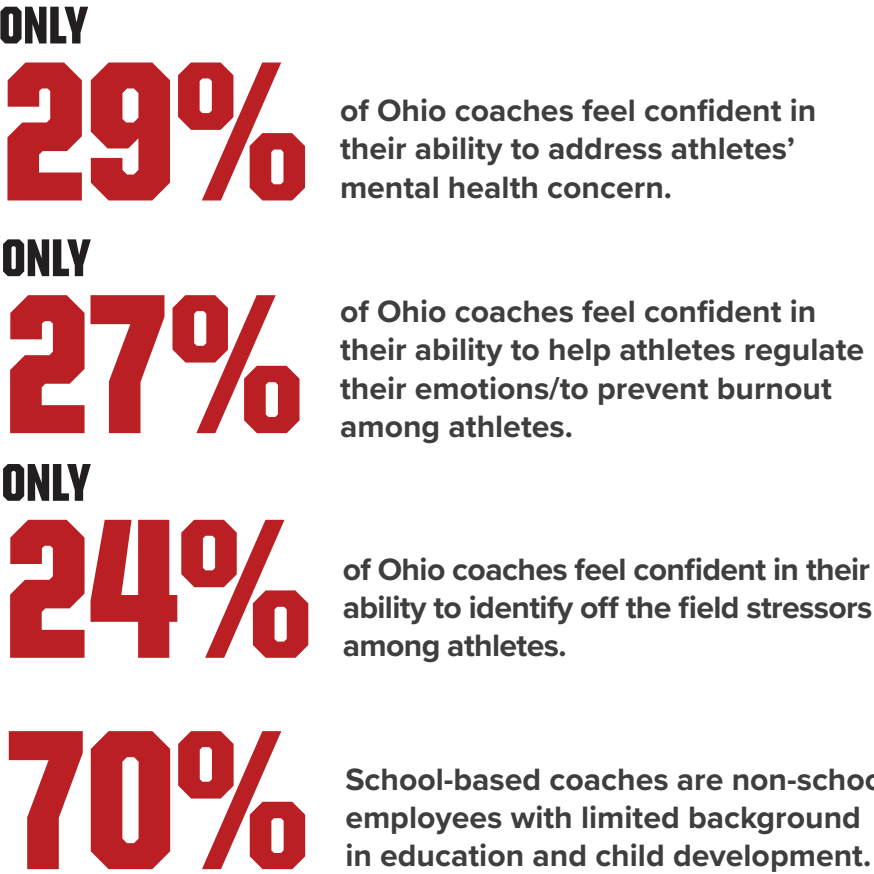 ONLY
29%
of Ohio coaches feel confident in
their ability to address athletes’
mental health concern.
ONLY
27%
of Ohio coaches feel confident in
their ability to help athletes regulate
their emotions/to prevent burnout
among athletes.
ONLY
24%
of Ohio coaches feel confident in their
ability to identify off the field stressors
among athletes.
70%
School-based coaches are non-schoo
employees with limited background
in education and child development.